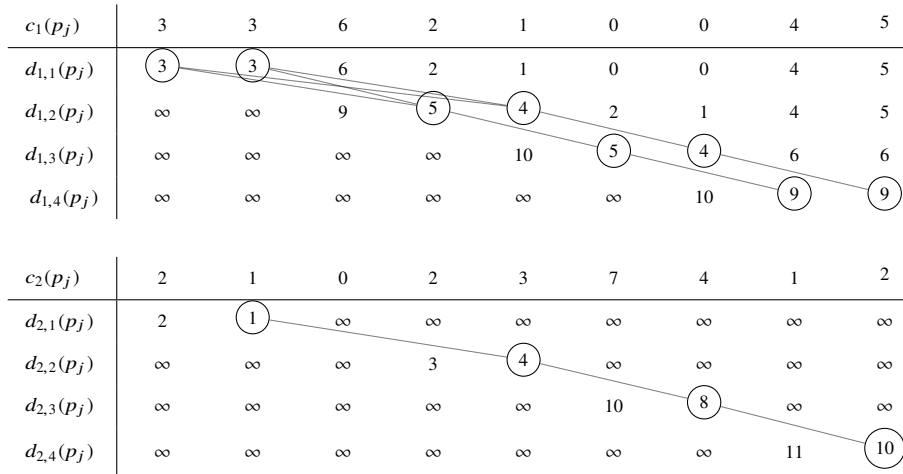 c₁(pⱼ) 3 3 6 2 1 0 0 4 5
d₁,₁(pⱼ) 3 3 6 2 1 0 0 4 5
d₁,₂(pⱼ) ∞ ∞ 9 5 4 2 1 4 5
d₁,₃(pⱼ) ∞ ∞ ∞ ∞ 10 5 4 6 6
d₁,₄(pⱼ) ∞ ∞ ∞ ∞ ∞ ∞ 10 9 9
c₂(pⱼ) 2 1 0 2 3 7 4 1 2
d₂,₁(pⱼ) 2 1 ∞ ∞ ∞ ∞ ∞ ∞ ∞
d₂,₂(pⱼ) ∞ ∞ ∞ 3 4 ∞ ∞ ∞ ∞
d₂,₃(pⱼ) ∞ ∞ ∞ ∞ ∞ 10 8 ∞ ∞
d₂,₄(pⱼ) ∞ ∞ ∞ ∞ ∞ ∞ ∞ 11 10